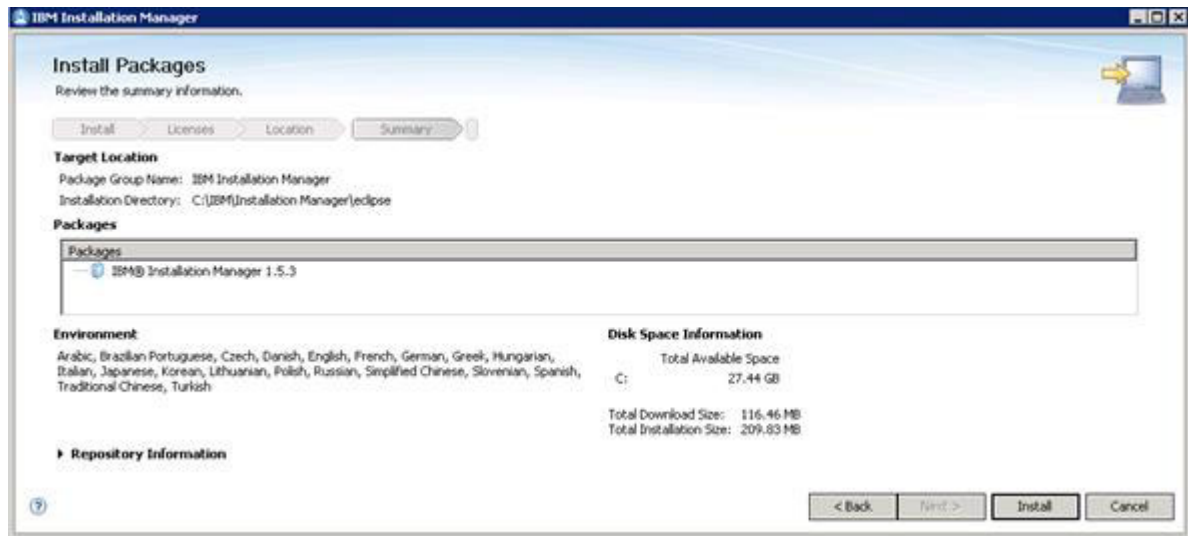 IBM Installation Manager
Install Packages
Review the summary information.
Install Licenses Location Summary
Target Location
Package Group Name: IBM Installation Manager
Installation Directory: C:\IBM\Installation Manager\eclipse
Packages
Packages
IBM® Installation Manager 1.5.3
Environment
Arabic, Brazilian Portuguese, Czech, Danish, English, French, German, Greek, Hungarian,
Italian, Japanese, Korean, Lithuanian, Polish, Russian, Simplified Chinese, Slovenian, Spanish,
Traditional Chinese, Turkish
Disk Space Information
Total Available Space
C: 27.44 GB
Total Download Size: 116.46 MB
Total Installation Size: 209.83 MB
Repository Information
?
< Back Next > Install Cancel